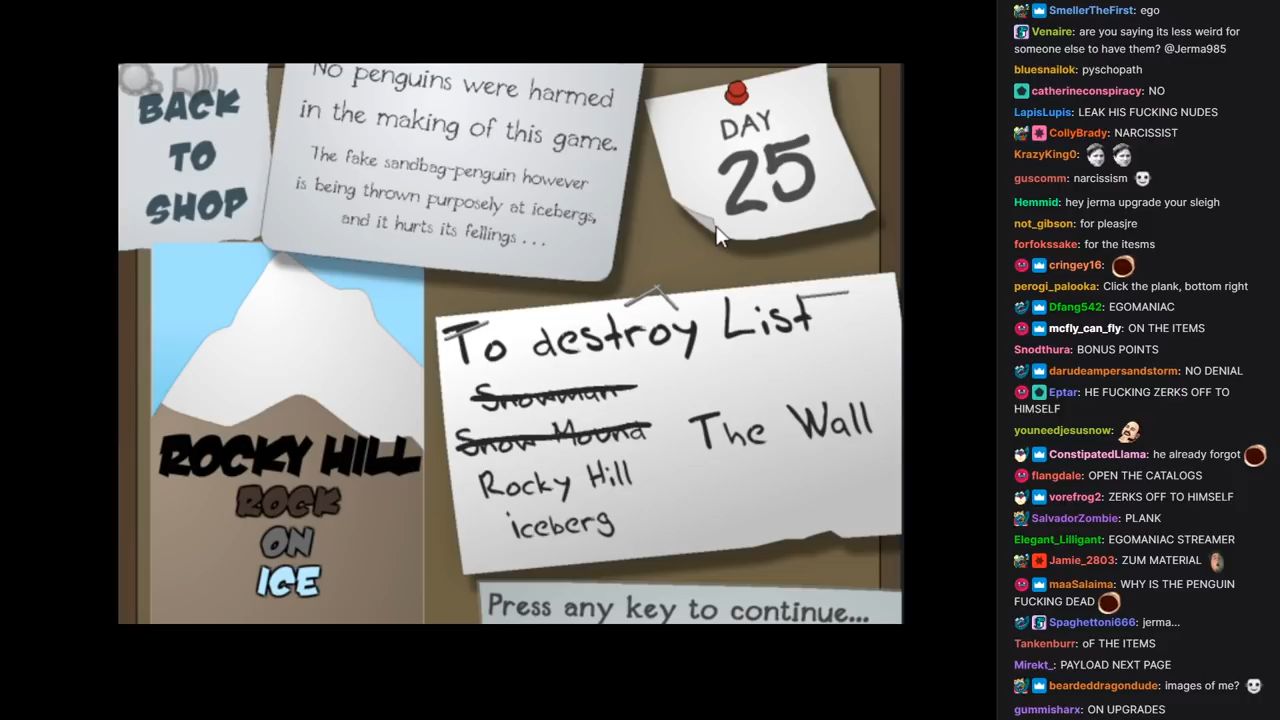 BACK
TO
SHOP
No penguins were harmed
in the making of this game.
The fake sandbag-penguin however
is being thrown purposely at icebergs,
and it hurts its fellings . . .
DAY
25
To destroy List
Snowman
Snow Mound
The Wall
Rocky Hill
iceberg
ROCKY HILL
ROCK
ON
ICE
Press any key to continue...
SmellerTheFirst: ego
Venaire: are you saying its less weird for
someone else to have them? @Jerma985
bluesnailok: pyschopath
catherineconspiracy: NO
LapisLupis: LEAK HIS FUCKING NUDES
CollyBrady: NARCISSIST
KrazyKing0:
guscomm: narcissism
Hemmid: hey jerma upgrade your sleigh
not_gibson: for pleasjre
forfokssake: for the itesms
cringey16:
perogi_palooka: Click the plank, bottom right
Dfang542: EGOMANIAC
mcfly_can_fly: ON THE ITEMS
Snodthura: BONUS POINTS
darudeampersandstorm: NO DENIAL
Eptar: HE FUCKING ZERKS OFF TO
HIMSELF
youneedjesusnow:
ConstipatedLlama: he already forgot
flangdale: OPEN THE CATALOGS
vorefrog2: ZERKS OFF TO HIMSELF
SalvadorZombie: PLANK
Elegant_Lilligant: EGOMANIAC STREAMER
Jamie_2803: ZUM MATERIAL
maaSalaima: WHY IS THE PENGUIN
FUCKING DEAD
Spaghettoni666: jerma...
Tankenburr: oF THE ITEMS
Mirekt_: PAYLOAD NEXT PAGE
beardeddragondude: images of me?
gummisharx: ON UPGRADES